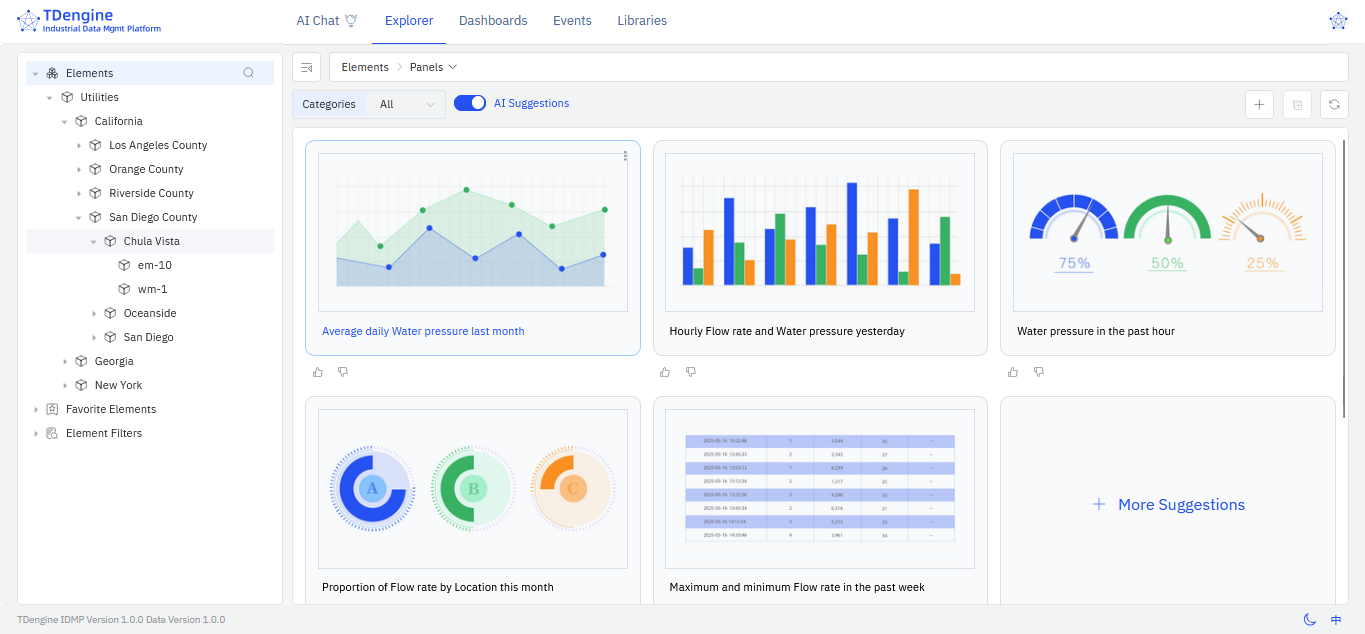 TDengine
Industrial Data Mgmt Platform
AI Chat
Explorer
Dashboards
Events
Libraries
Elements
Utilities
California
Los Angeles County
Orange County
Riverside County
San Diego County
Chula Vista
em-10
wm-1
Oceanside
San Diego
Georgia
New York
Favorite Elements
Element Filters
Elements
Panels
Categories
All
AI Suggestions
Average daily Water pressure last month
Hourly Flow rate and Water pressure yesterday
75%
50%
25%
Water pressure in the past hour
A
B
C
Proportion of Flow rate by Location this month
Maximum and minimum Flow rate in the past week
More Suggestions
TDengine IDMP Version 1.0.0 Data Version 1.0.0
中